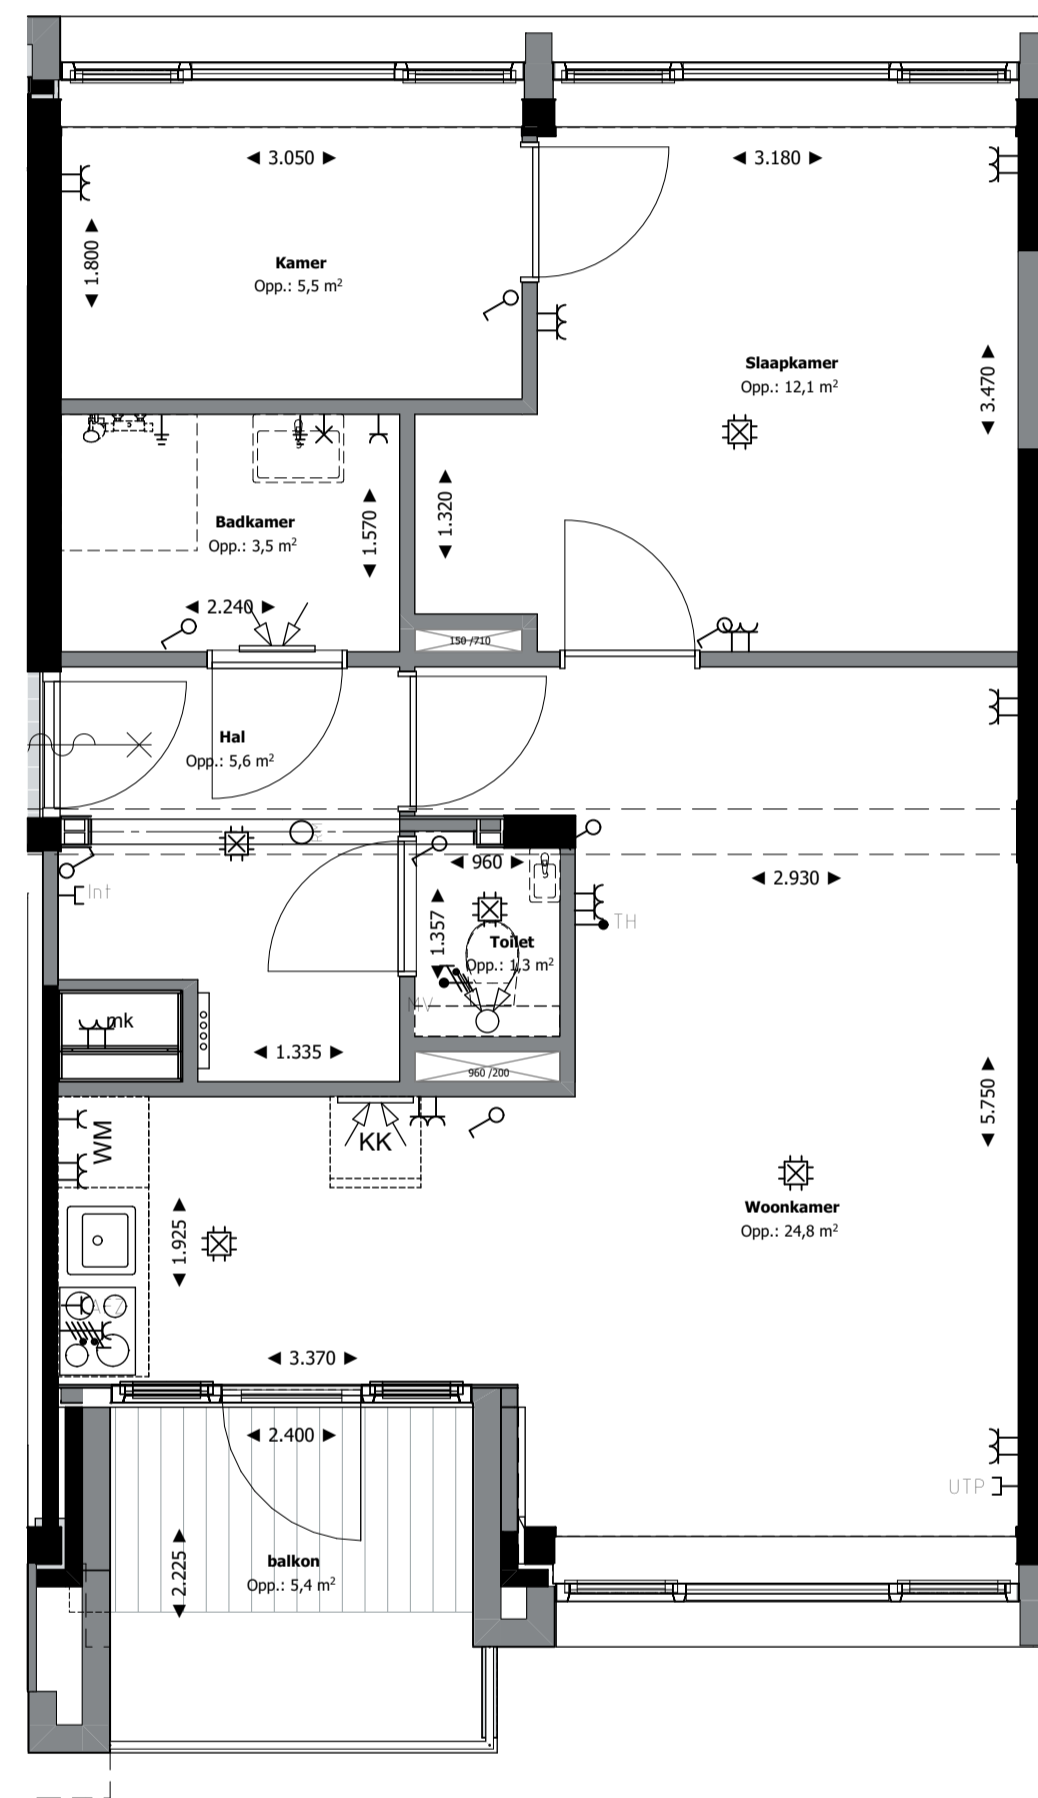 ◄ 3.050 ►
◄ 3.180 ►
◄ 1.800 ►
Kamer
Opp.: 5,5 m²
Slaapkamer
Opp.: 12,1 m²
◄ 3.470 ►
Badkamer
Opp.: 3,5 m²
◄ 1.570 ►
◄ 1.320 ►
◄ 2.240 ►
150 /710
Hal
Opp.: 5,6 m²
◄ 960 ►
◄ 2.930 ►
Int
TH
◄ 1.357 ►
Toilet
Opp.: 1,3 m²
MV
mk
◄ 1.335 ►
960 /200
◄ 5.750 ►
WM
KK
◄ 1.925 ►
Woonkamer
Opp.: 24,8 m²
◄ 3.370 ►
◄ 2.400 ►
UTP
◄ 2.225 ►
balkon
Opp.: 5,4 m²